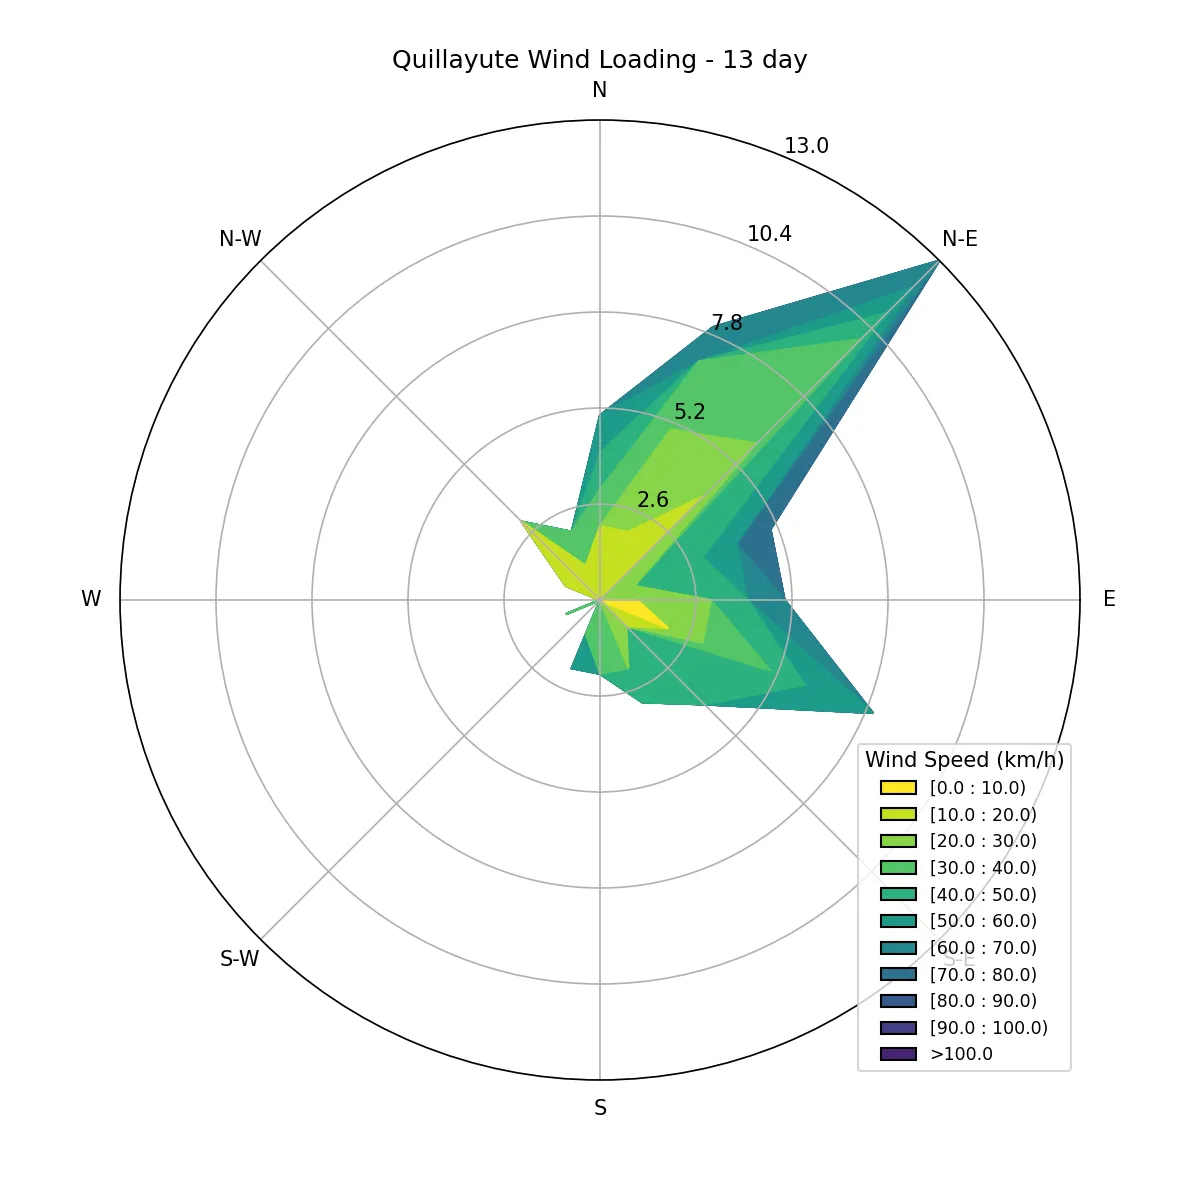 Quillayute Wind Loading - 13 day
N
13.0
10.4
N-W
N-E
7.8
5.2
2.6
W
E
S-W
S-E
S
Wind Speed (km/h)
[0.0 : 10.0)
[10.0 : 20.0)
[20.0 : 30.0)
[30.0 : 40.0)
[40.0 : 50.0)
[50.0 : 60.0)
[60.0 : 70.0)
[70.0 : 80.0)
[80.0 : 90.0)
[90.0 : 100.0)
>100.0